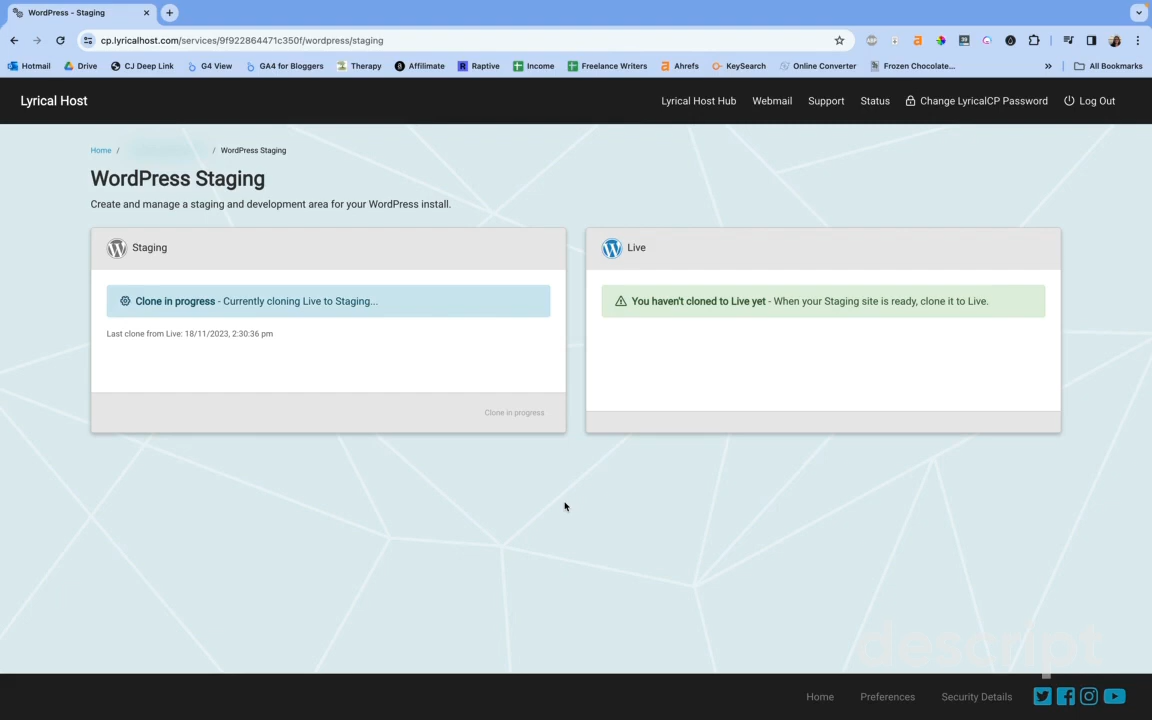 WordPress - Staging
cp.lyricalhost.com/services/9f922864471c350f/wordpress/staging
Hotmail Drive CJ Deep Link G4 View GA4 for Bloggers Therapy Affilimate Raptive Income Freelance Writers Ahrefs KeySearch Online Converter Frozen Chocolate... » All Bookmarks
Lyrical Host Lyrical Host Hub Webmail Support Status Change LyricalCP Password Log Out
Home / / WordPress Staging
WordPress Staging
Create and manage a staging and development area for your WordPress install.
Staging
Clone in progress - Currently cloning Live to Staging...
Last clone from Live: 18/11/2023, 2:30:36 pm
Clone in progress
Live
You haven't cloned to Live yet - When your Staging site is ready, clone it to Live.
descript
Home Preferences Security Details